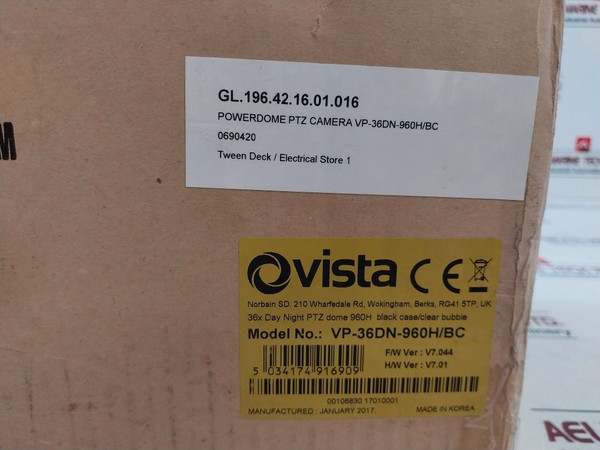 M
GL.196.42.16.01.016
POWERDOME PTZ CAMERA VP-36DN-960H/BC
0690420
Tween Deck / Electrical Store 1
vista CE
Norbain SD. 210 Wharfedale Rd, Wokingham, Berks, RG41 5TP, UK
36x Day Night PTZ dome 960H black case/clear bubble
Model No.: VP-36DN-960H/BC
F/W Ver : V7.044
H/W Ver : V7.01
5 034174 916909
00106830 17010001
MANUFACTURED : JANUARY 2017.
MADE IN KOREA